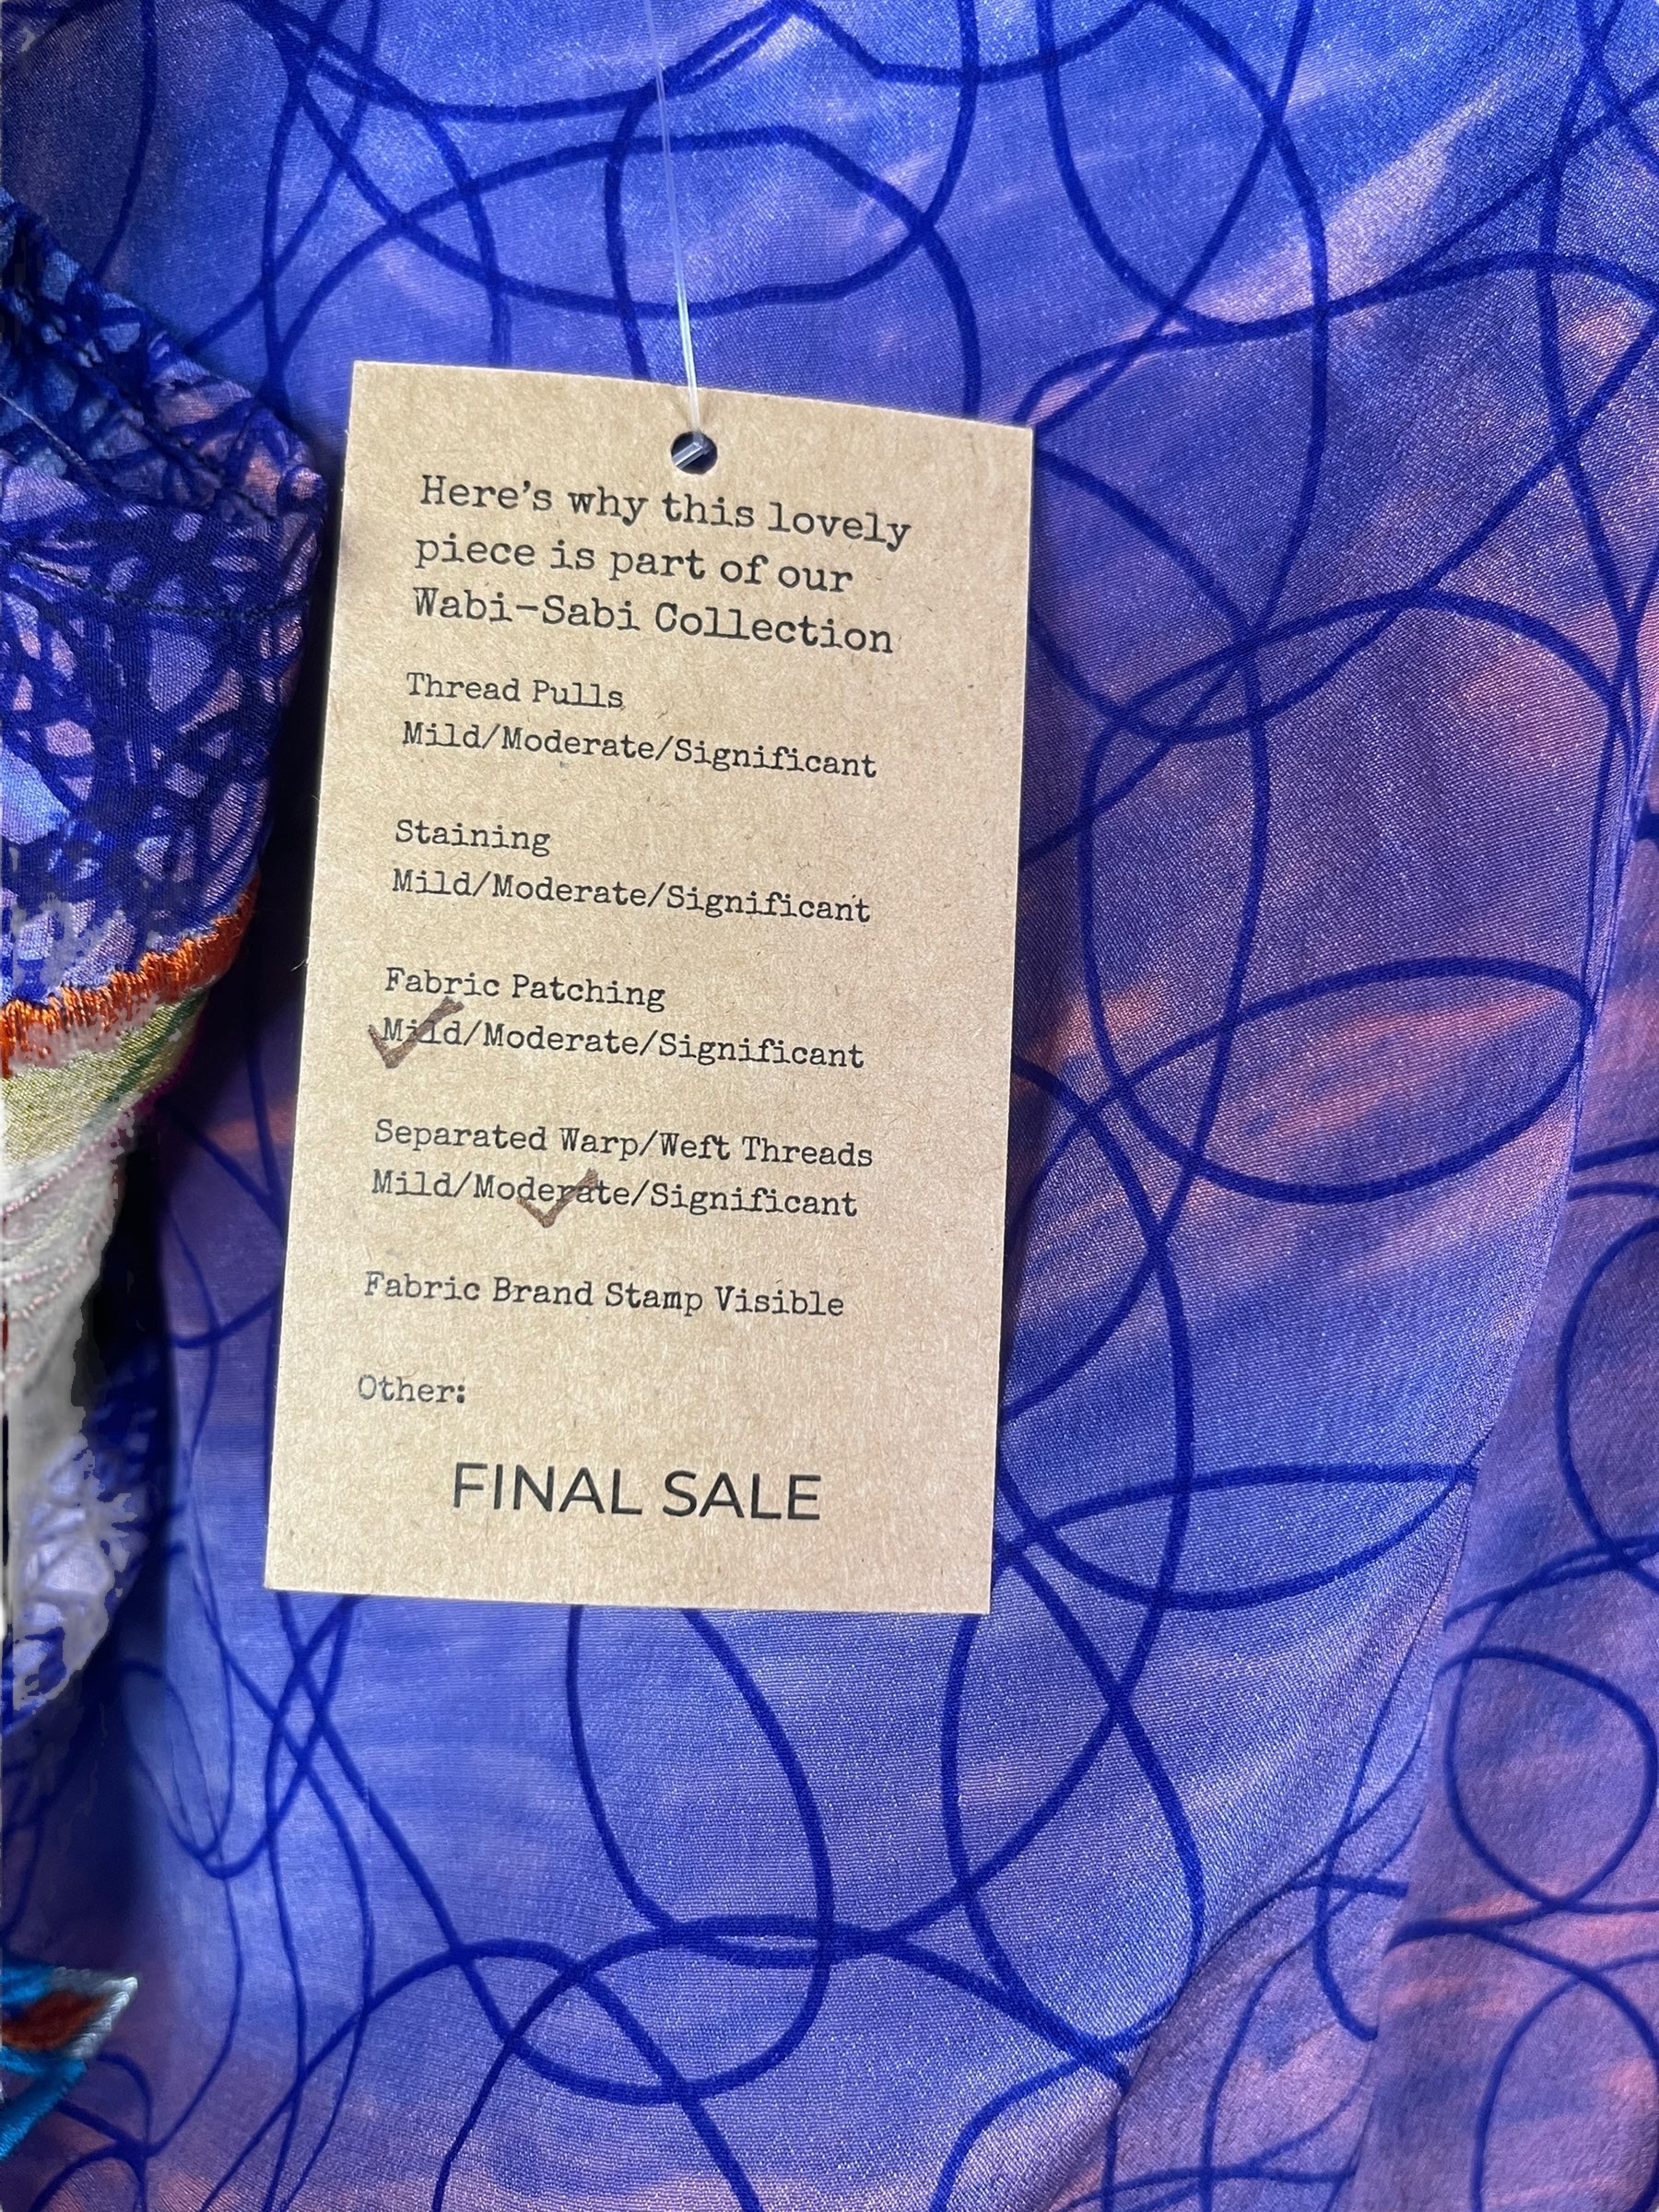 Here's why this lovely
piece is part of our
Wabi-Sabi Collection
Thread Pulls
Mild/Moderate/Significant
Staining
Mild/Moderate/Significant
Fabric Patching
Mild/Moderate/Significant
Separated Warp/Weft Threads
Mild/Moderate/Significant
Fabric Brand Stamp Visible
Other:
FINAL SALE